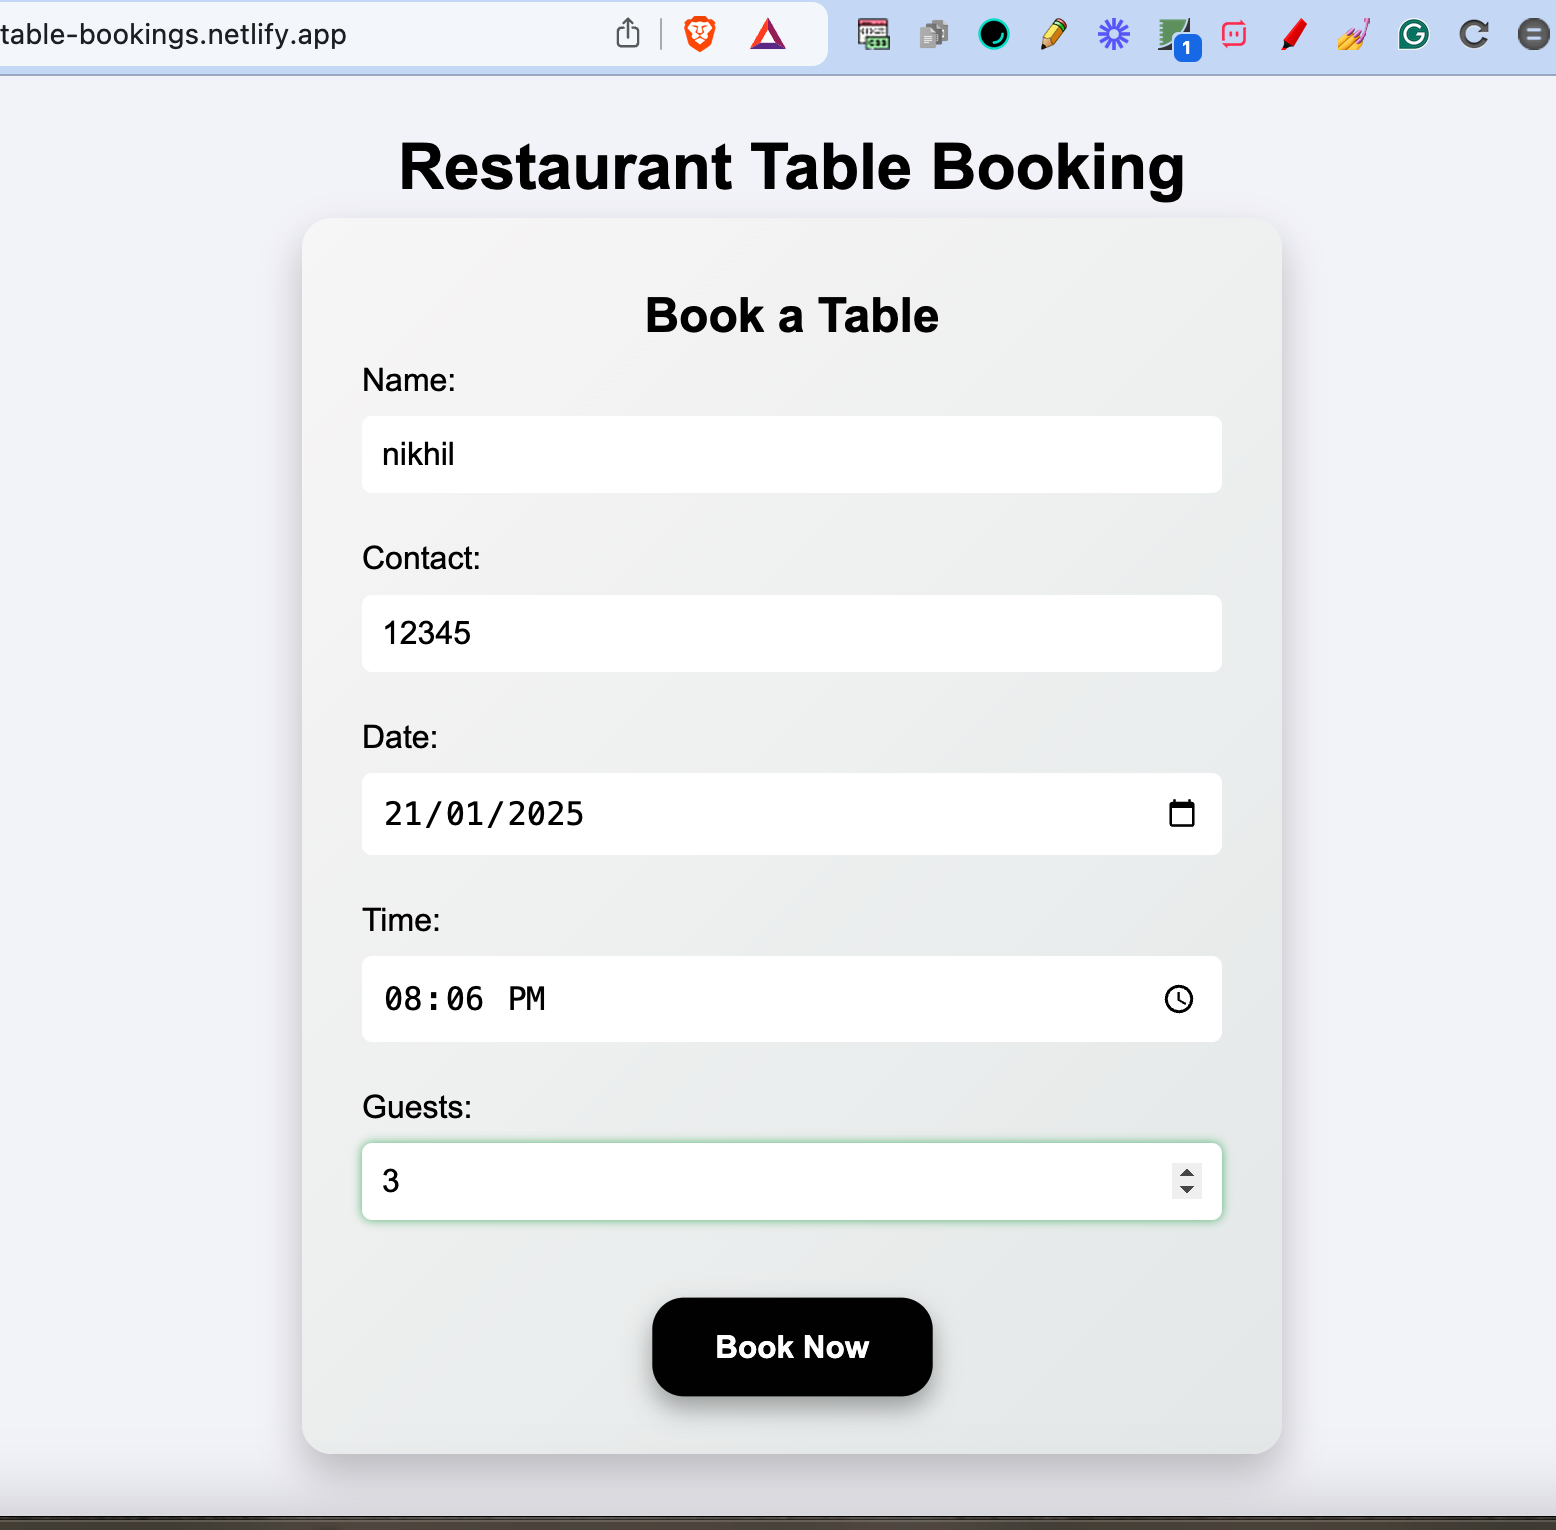 table-bookings.netlify.app
1
Restaurant Table Booking
Book a Table
Name:
nikhil
Contact:
12345
Date:
21/01/2025
Time:
08:06 PM
Guests:
3
Book Now